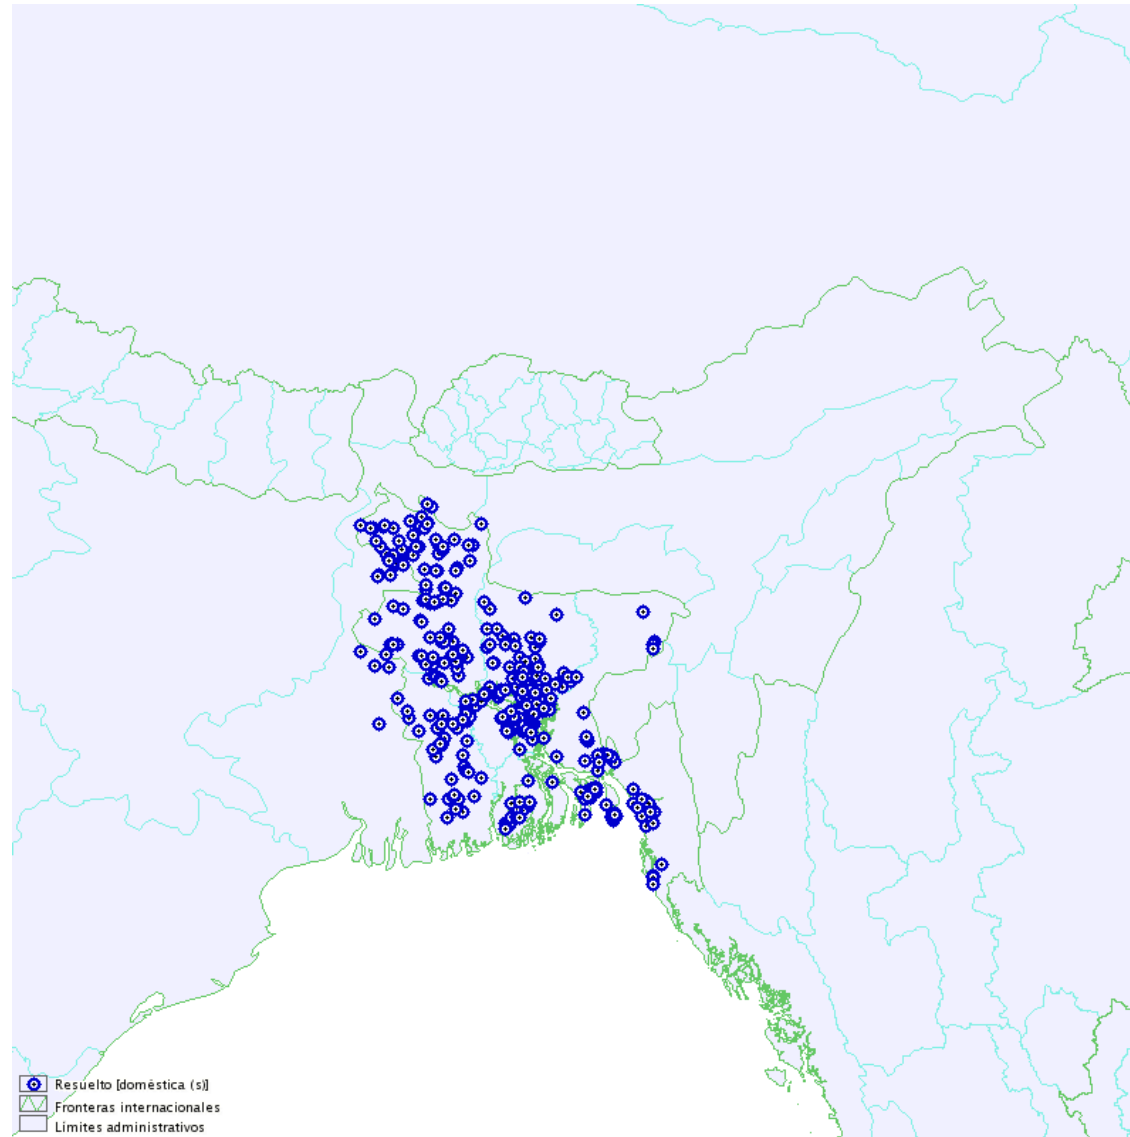 Resuelto [doméstica (s)]
Fronteras internacionales
Límites administrativos